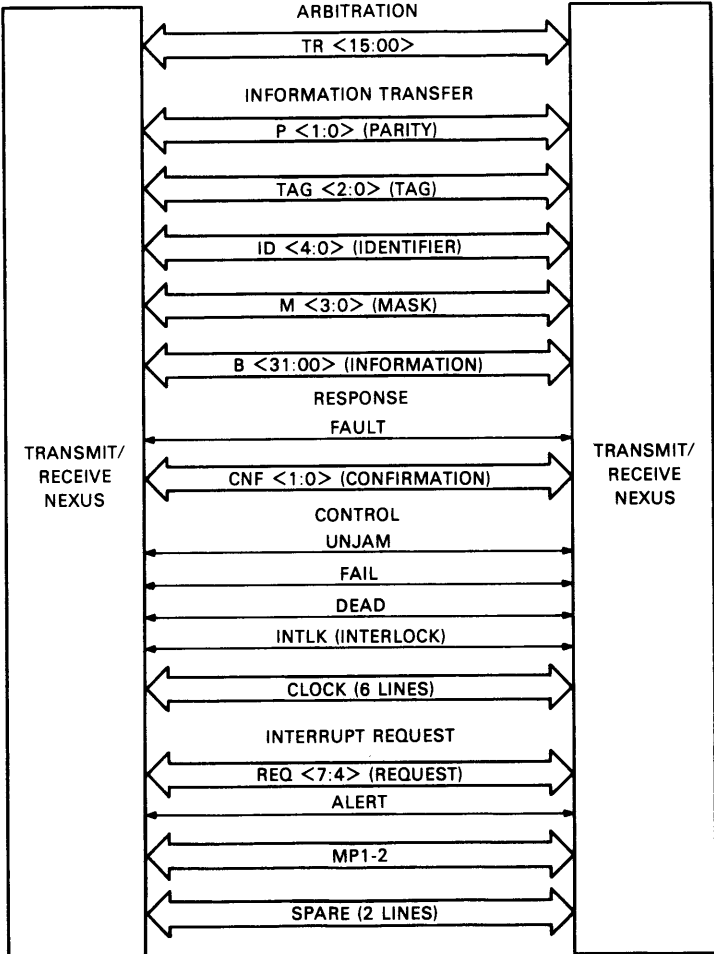 ARBITRATION
TR <15:00>
INFORMATION TRANSFER
P <1:0> (PARITY)
TAG <2:0> (TAG)
ID <4:0> (IDENTIFIER)
M <3:0> (MASK)
B <31:00> (INFORMATION)
RESPONSE
FAULT
TRANSMIT/
RECEIVE
NEXUS
TRANSMIT/
RECEIVE
NEXUS
CNF <1:0> (CONFIRMATION)
CONTROL
UNJAM
FAIL
DEAD
INTLK (INTERLOCK)
CLOCK (6 LINES)
INTERRUPT REQUEST
REQ <7:4> (REQUEST)
ALERT
MP1-2
SPARE (2 LINES)